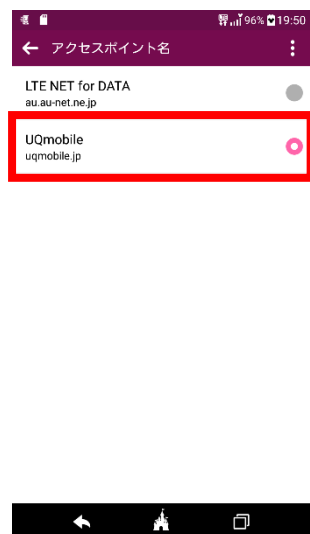 96% 19:50
アクセスポイント名
LTE NET for DATA
au.au-net.ne.jp
UQmobile
uqmobile.jp